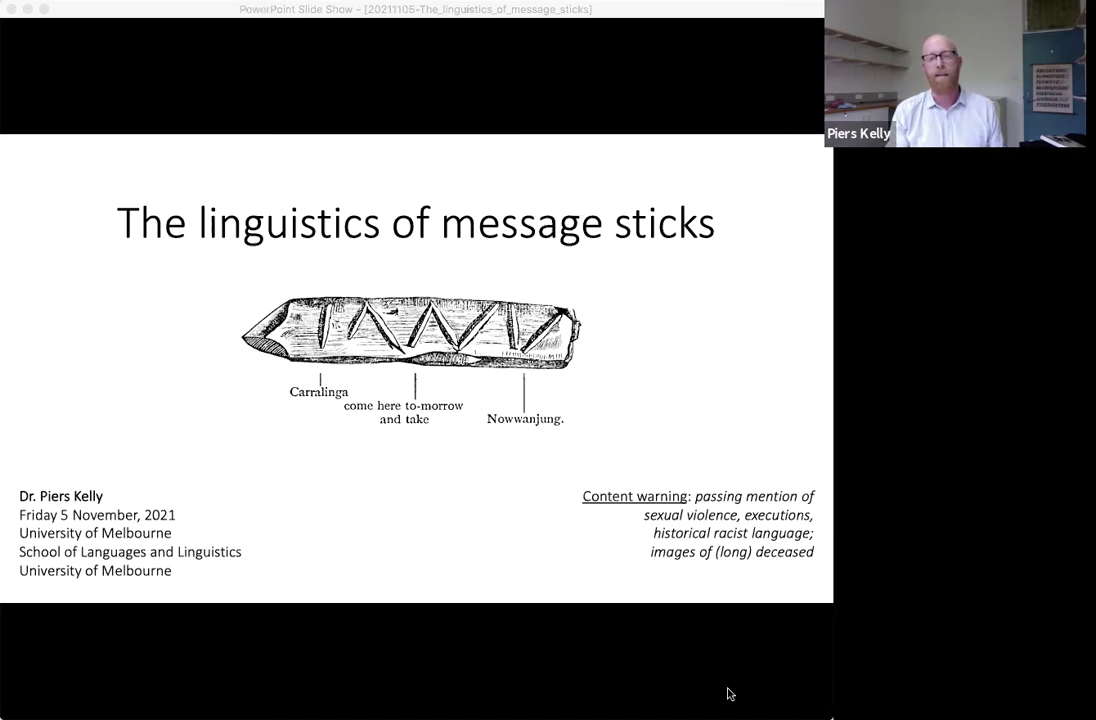 PowerPoint Slide Show – [20211105-The_linguistics_of_message_sticks]
Piers Kelly
The linguistics of message sticks
Carralinga
come here to-morrow
and take
Nowwanjung.
Dr. Piers Kelly
Friday 5 November, 2021
University of Melbourne
School of Languages and Linguistics
University of Melbourne
Content warning: passing mention of
sexual violence, executions,
historical racist language;
images of (long) deceased